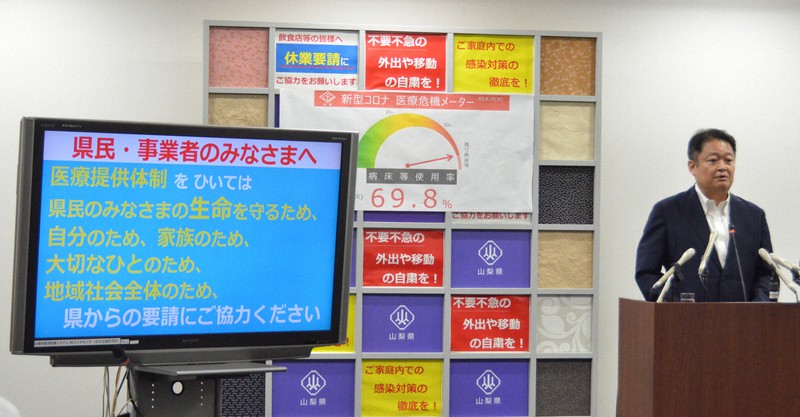 県民・事業者のみなさまへ
医療提供体制 を ひいては
県民のみなさまの生命を守るため、
自分のため、家族のため、
大切なひとのため、
地域社会全体のため、
県からの要請にご協力ください
飲食店等の皆様へ
休業要請に
ご協力をお願いします
不要不急の
外出や移動
の自粛を！
ご家庭内での
感染対策の
徹底を！
新型コロナ 医療危機メーター
病床等使用率
69.8%
不要不急の
外出や移動
の自粛を！
山梨県
山梨県
不要不急の
外出や移動
の自粛を！
山梨県
ご家庭内での
感染対策の
徹底を！
山梨県